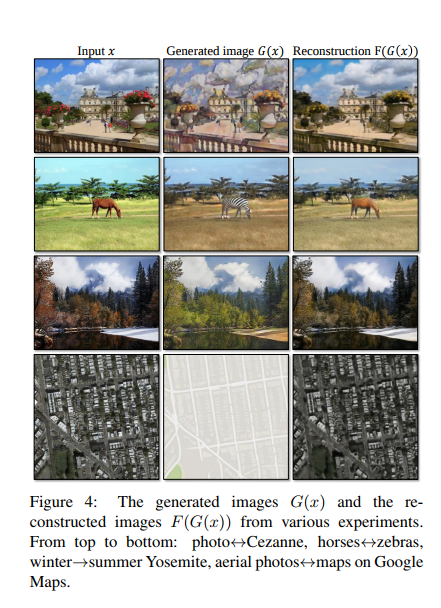 Input x Generated image G(x) Reconstruction F(G(x))
Figure 4: The generated images G(x) and the re-
constructed images F(G(x)) from various experiments.
From top to bottom: photo↔Cezanne, horses↔zebras,
winter→summer Yosemite, aerial photos↔maps on Google
Maps.